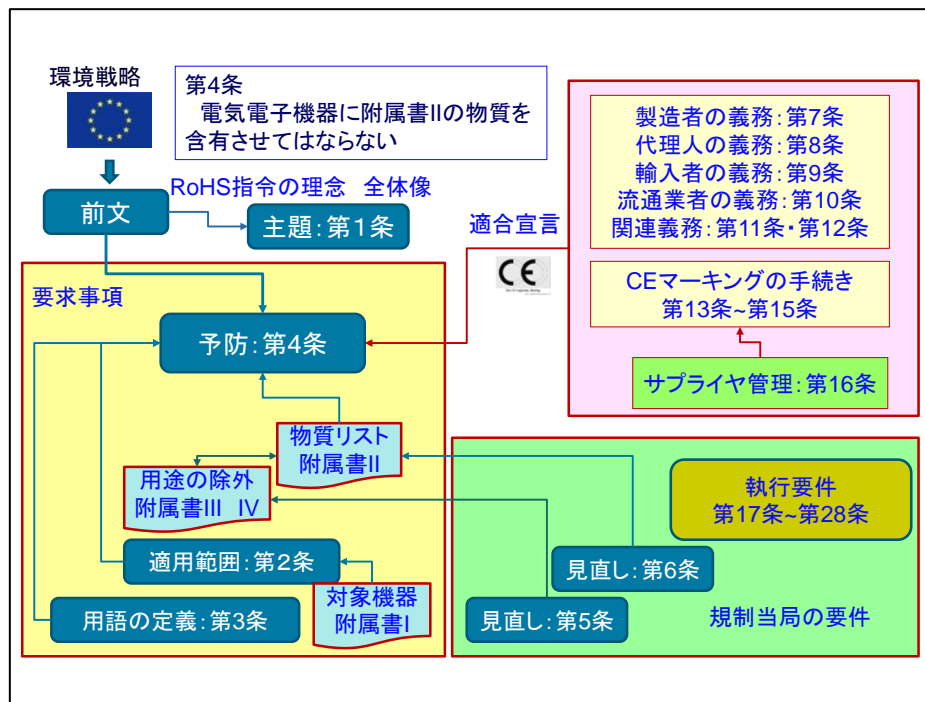 環境戦略
第4条
電気電子機器に附属書IIの物質を
含有させてはならない
RoHS指令の理念　全体像
前文
主題：第１条
適合宣言
CE
製造者の義務：第7条
代理人の義務：第8条
輸入者の義務：第9条
流通業者の義務：第10条
関連義務：第11条・第12条
CEマーキングの手続き
第13条~第15条
サプライヤ管理：第16条
要求事項
予防：第4条
物質リスト
附属書II
用途の除外
附属書III　IV
適用範囲：第２条
対象機器
附属書I
用語の定義：第3条
執行要件
第17条~第28条
見直し：第6条
見直し：第5条
規制当局の要件